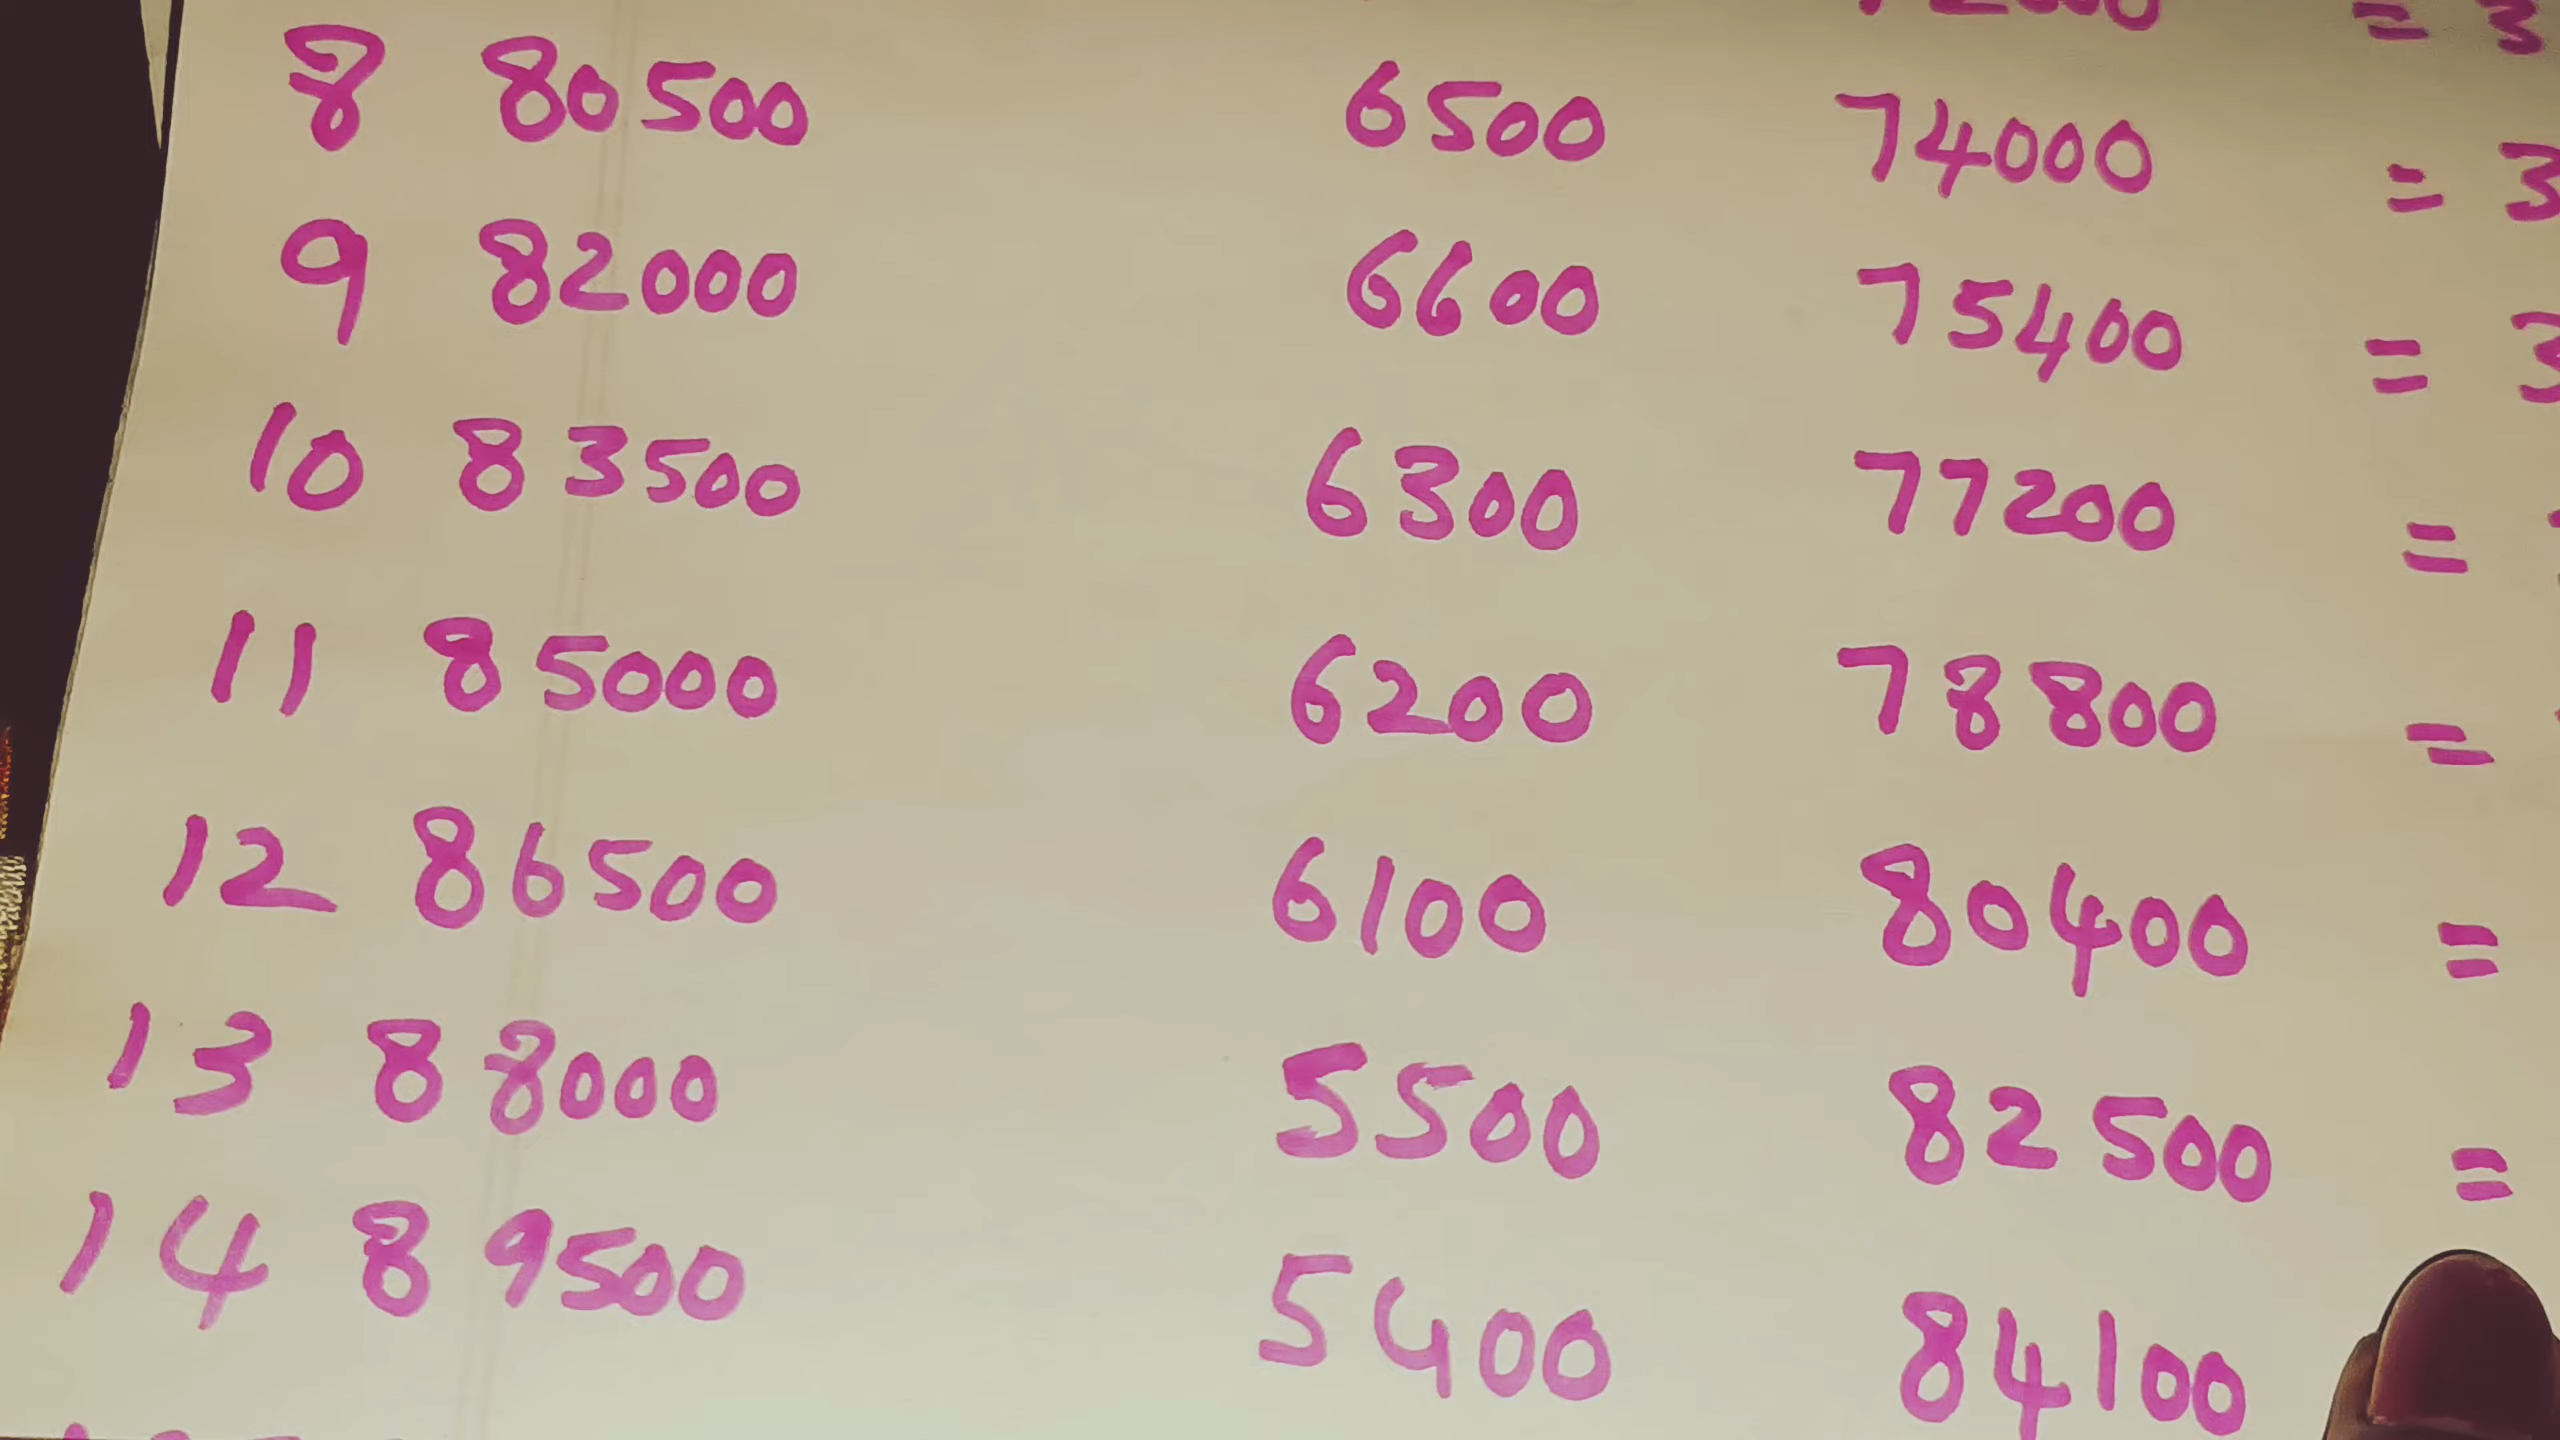 8 80500 6500 74000 = 3
9 82000 6600 75400 = 3
10 83500 6300 77200 =
11 85000 6200 78800 =
12 86500 6100 80400 =
13 88000 5500 82500 =
14 89500 5400 84100